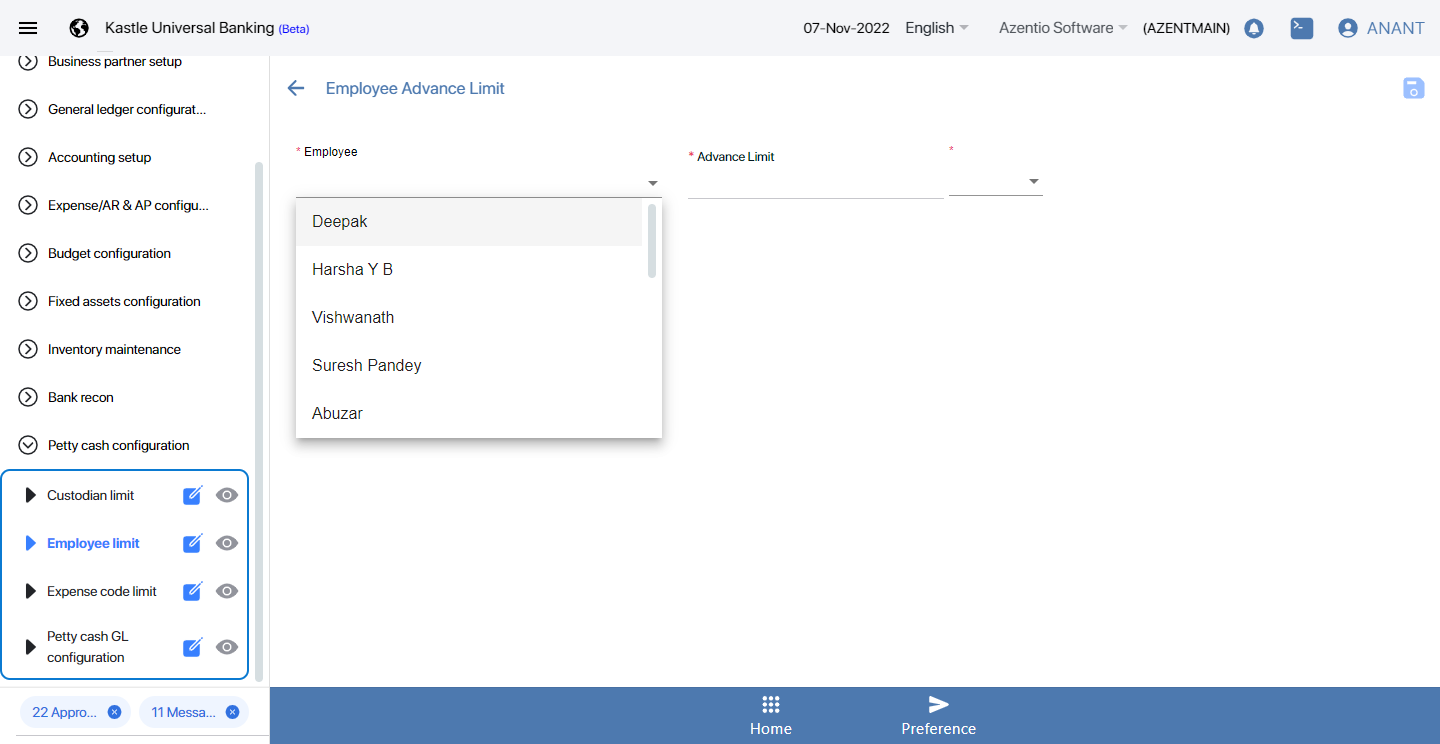 Kastle Universal Banking (Beta)
07-Nov-2022
English
Azentio Software
(AZENTMAIN)
ANANT
Business partner setup
General ledger configurat...
Accounting setup
Expense/AR & AP configu...
Budget configuration
Fixed assets configuration
Inventory maintenance
Bank recon
Petty cash configuration
Custodian limit
Employee limit
Expense code limit
Petty cash GL
configuration
22 Appro...
11 Messa...
Employee Advance Limit
* Employee
* Advance Limit
*
Deepak
Harsha Y B
Vishwanath
Suresh Pandey
Abuzar
Home
Preference